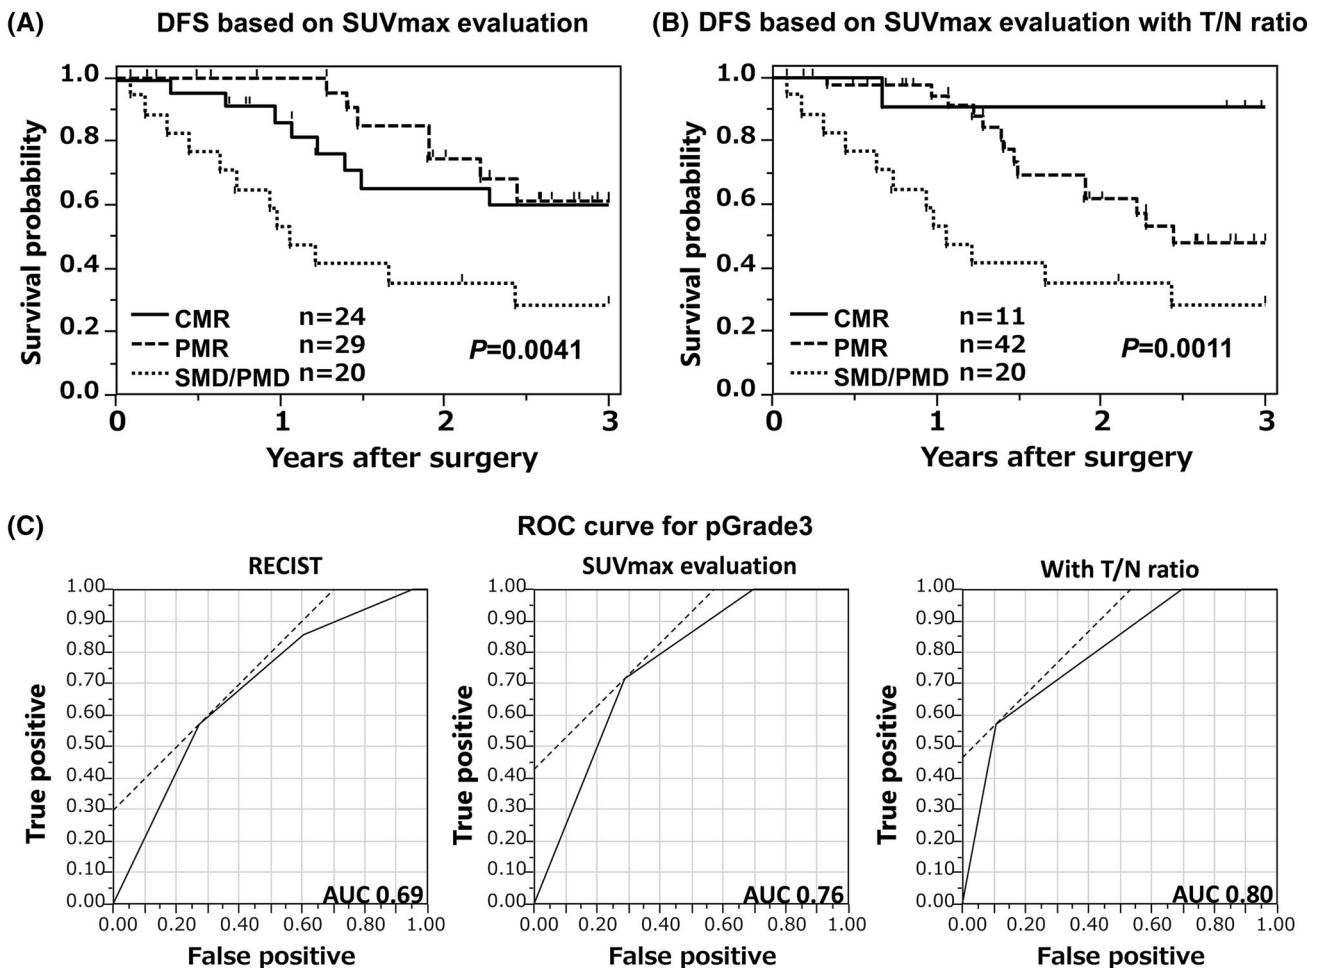 (A) DFS based on SUVmax evaluation
1.0
0.8
0.6
0.4
0.2
0.0
Survival probability
CMR n=24
PMR n=29
SMD/PMD n=20
P=0.0041
0 1 2 3
Years after surgery
(B) DFS based on SUVmax evaluation with T/N ratio
1.0
0.8
0.6
0.4
0.2
0.0
Survival probability
CMR n=11
PMR n=42
SMD/PMD n=20
P=0.0011
0 1 2 3
Years after surgery
(C) ROC curve for pGrade3
RECIST
1.00
0.90
0.80
0.70
0.60
0.50
0.40
0.30
0.20
0.10
0.00
True positive
AUC 0.69
0.00 0.20 0.40 0.60 0.80 1.00
False positive
SUVmax evaluation
1.00
0.90
0.80
0.70
0.60
0.50
0.40
0.30
0.20
0.10
0.00
True positive
AUC 0.76
0.00 0.20 0.40 0.60 0.80 1.00
False positive
With T/N ratio
1.00
0.90
0.80
0.70
0.60
0.50
0.40
0.30
0.20
0.10
0.00
True positive
AUC 0.80
0.00 0.20 0.40 0.60 0.80 1.00
False positive